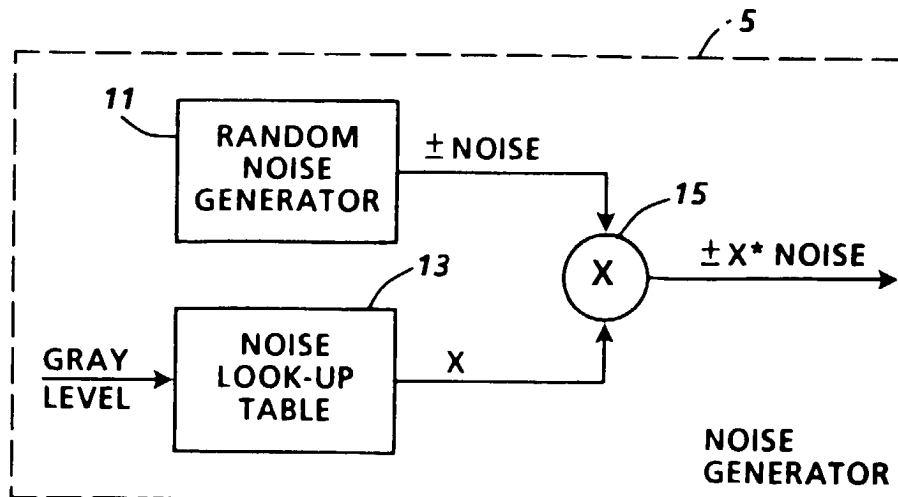 5
11
RANDOM
NOISE
GENERATOR
± NOISE
15
X
± X* NOISE
13
GRAY
LEVEL
NOISE
LOOK-UP
TABLE
X
NOISE
GENERATOR